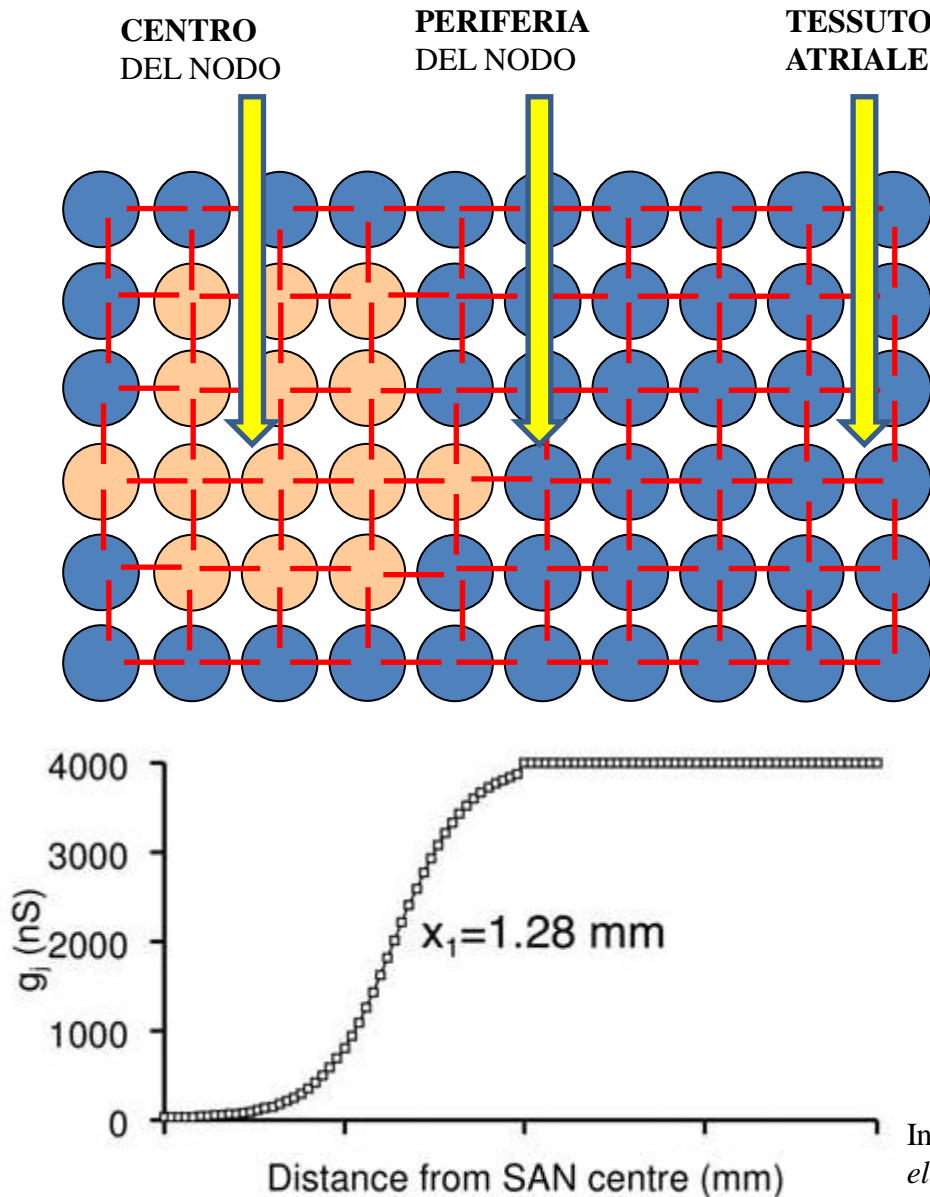 CENTRO
DEL NODO
PERIFERIA
DEL NODO
TESSUTO
ATRIALE
4000
3000
2000
1000
0
gj (nS)
x1=1.28 mm
Distance from SAN centre (mm)
In
el